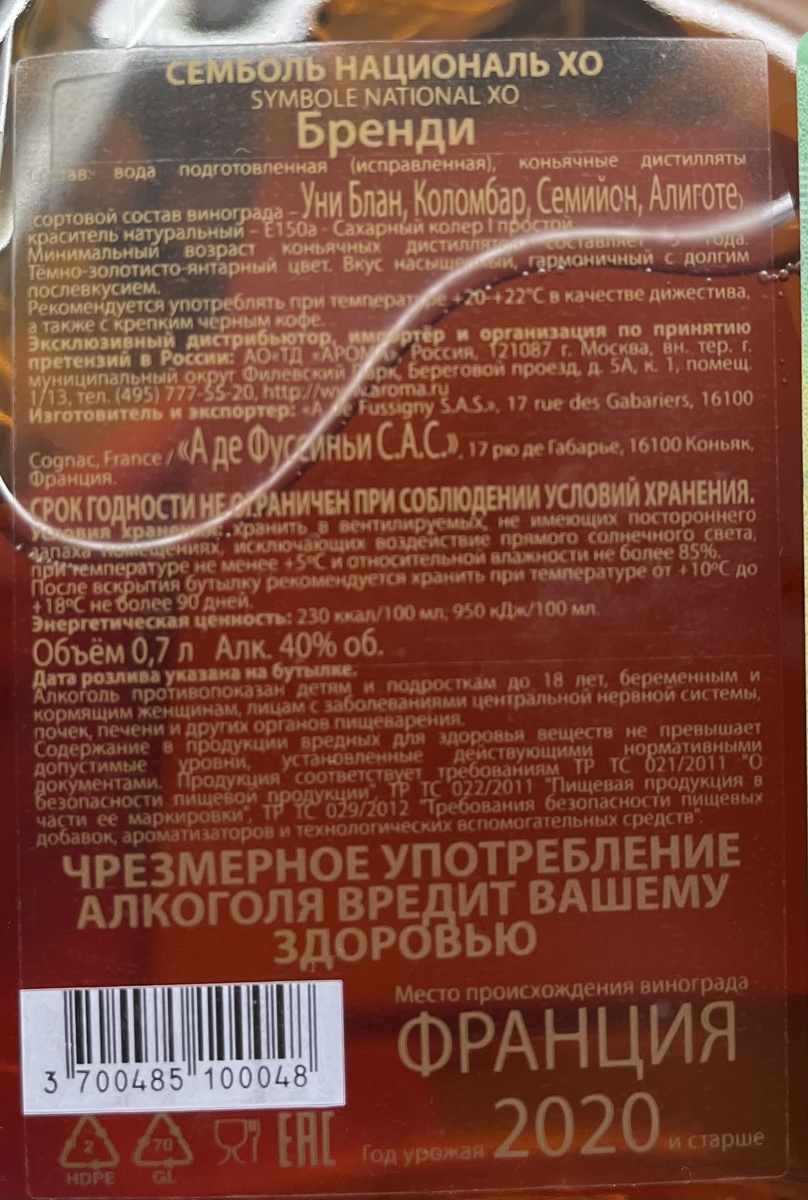 СЕМБОЛЬ НАЦИОНАЛЬ ХО
SYMBOLE NATIONAL XO
Бренди
Состав: вода подготовленная (исправленная), коньячные дистилляты
сортовой состав винограда – Уни Блан, Коломбар, Семийон, Алиготе,
краситель натуральный – Е150а - Сахарный колер I простой
Минимальный возраст коньячных дистиллятов составляет 3 года.
Тёмно-золотисто-янтарный цвет. Вкус насыщенный, гармоничный с долгим
послевкусием.
Рекомендуется употреблять при температуре +20-+22°C в качестве дижестива,
а также с крепким черным кофе.
Эксклюзивный дистрибьютор, импортёр и организация по принятию
претензий в России: АО«ТД «АРОМА», Россия, 121087 г. Москва, вн. тер. г.
муниципальный округ Филевский Парк, Береговой проезд, д. 5А, к. 1, помещ.
1/13, тел. (495) 777-55-20, http://www.aroma.ru
Изготовитель и экспортер: «A de Fussigny S.A.S.», 17 rue des Gabariers, 16100
Cognac, France / «А де Фуссиньи С.А.С.», 17 рю де Габарье, 16100 Коньяк,
Франция.
СРОК ГОДНОСТИ НЕ ОГРАНИЧЕН ПРИ СОБЛЮДЕНИИ УСЛОВИЙ ХРАНЕНИЯ.
Условия хранения: хранить в вентилируемых, не имеющих постороннего
запаха помещениях, исключающих воздействие прямого солнечного света,
при температуре не менее +5°C и относительной влажности не более 85%.
После вскрытия бутылку рекомендуется хранить при температуре от +10°C до
+18°C не более 90 дней.
Энергетическая ценность: 230 ккал/100 мл, 950 кДж/100 мл
Объём 0,7 л Алк. 40% об.
Дата розлива указана на бутылке.
Алкоголь противопоказан детям и подросткам до 18 лет, беременным и
кормящим женщинам, лицам с заболеваниями центральной нервной системы,
почек, печени и других органов пищеварения.
Содержание в продукции вредных для здоровья веществ не превышает
допустимые уровни, установленные действующими нормативными
документами. Продукция соответствует требованиям ТР ТС 021/2011 "О
безопасности пищевой продукции", ТР ТС 022/2011 "Пищевая продукция в
части ее маркировки", ТР ТС 029/2012 "Требования безопасности пищевых
добавок, ароматизаторов и технологических вспомогательных средств".
ЧРЕЗМЕРНОЕ УПОТРЕБЛЕНИЕ
АЛКОГОЛЯ ВРЕДИТ ВАШЕМУ
ЗДОРОВЬЮ
Место происхождения винограда
ФРАНЦИЯ
3 700485 100048
2 70 EAC
HDPE GL
Год урожая 2020 и старше